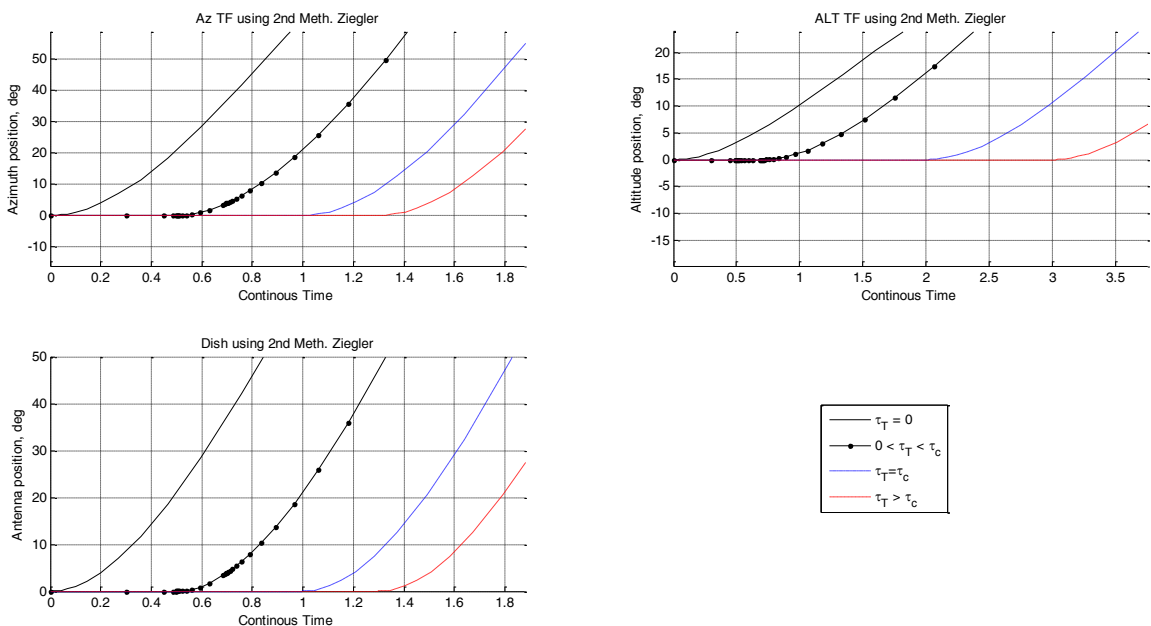 Az TF using 2nd Meth. Ziegler
Azimuth position, deg
50
40
30
20
10
0
-10
0 0.2 0.4 0.6 0.8 1 1.2 1.4 1.6 1.8
Continous Time
ALT TF using 2nd Meth. Ziegler
Altitude position, deg
20
15
10
5
0
-5
-10
-15
0 0.5 1 1.5 2 2.5 3 3.5
Continous Time
Dish using 2nd Meth. Ziegler
Antenna position, deg
50
40
30
20
10
0
0 0.2 0.4 0.6 0.8 1 1.2 1.4 1.6 1.8
Continous Time
τT = 0
0 < τT < τc
τT=τc
τT > τc